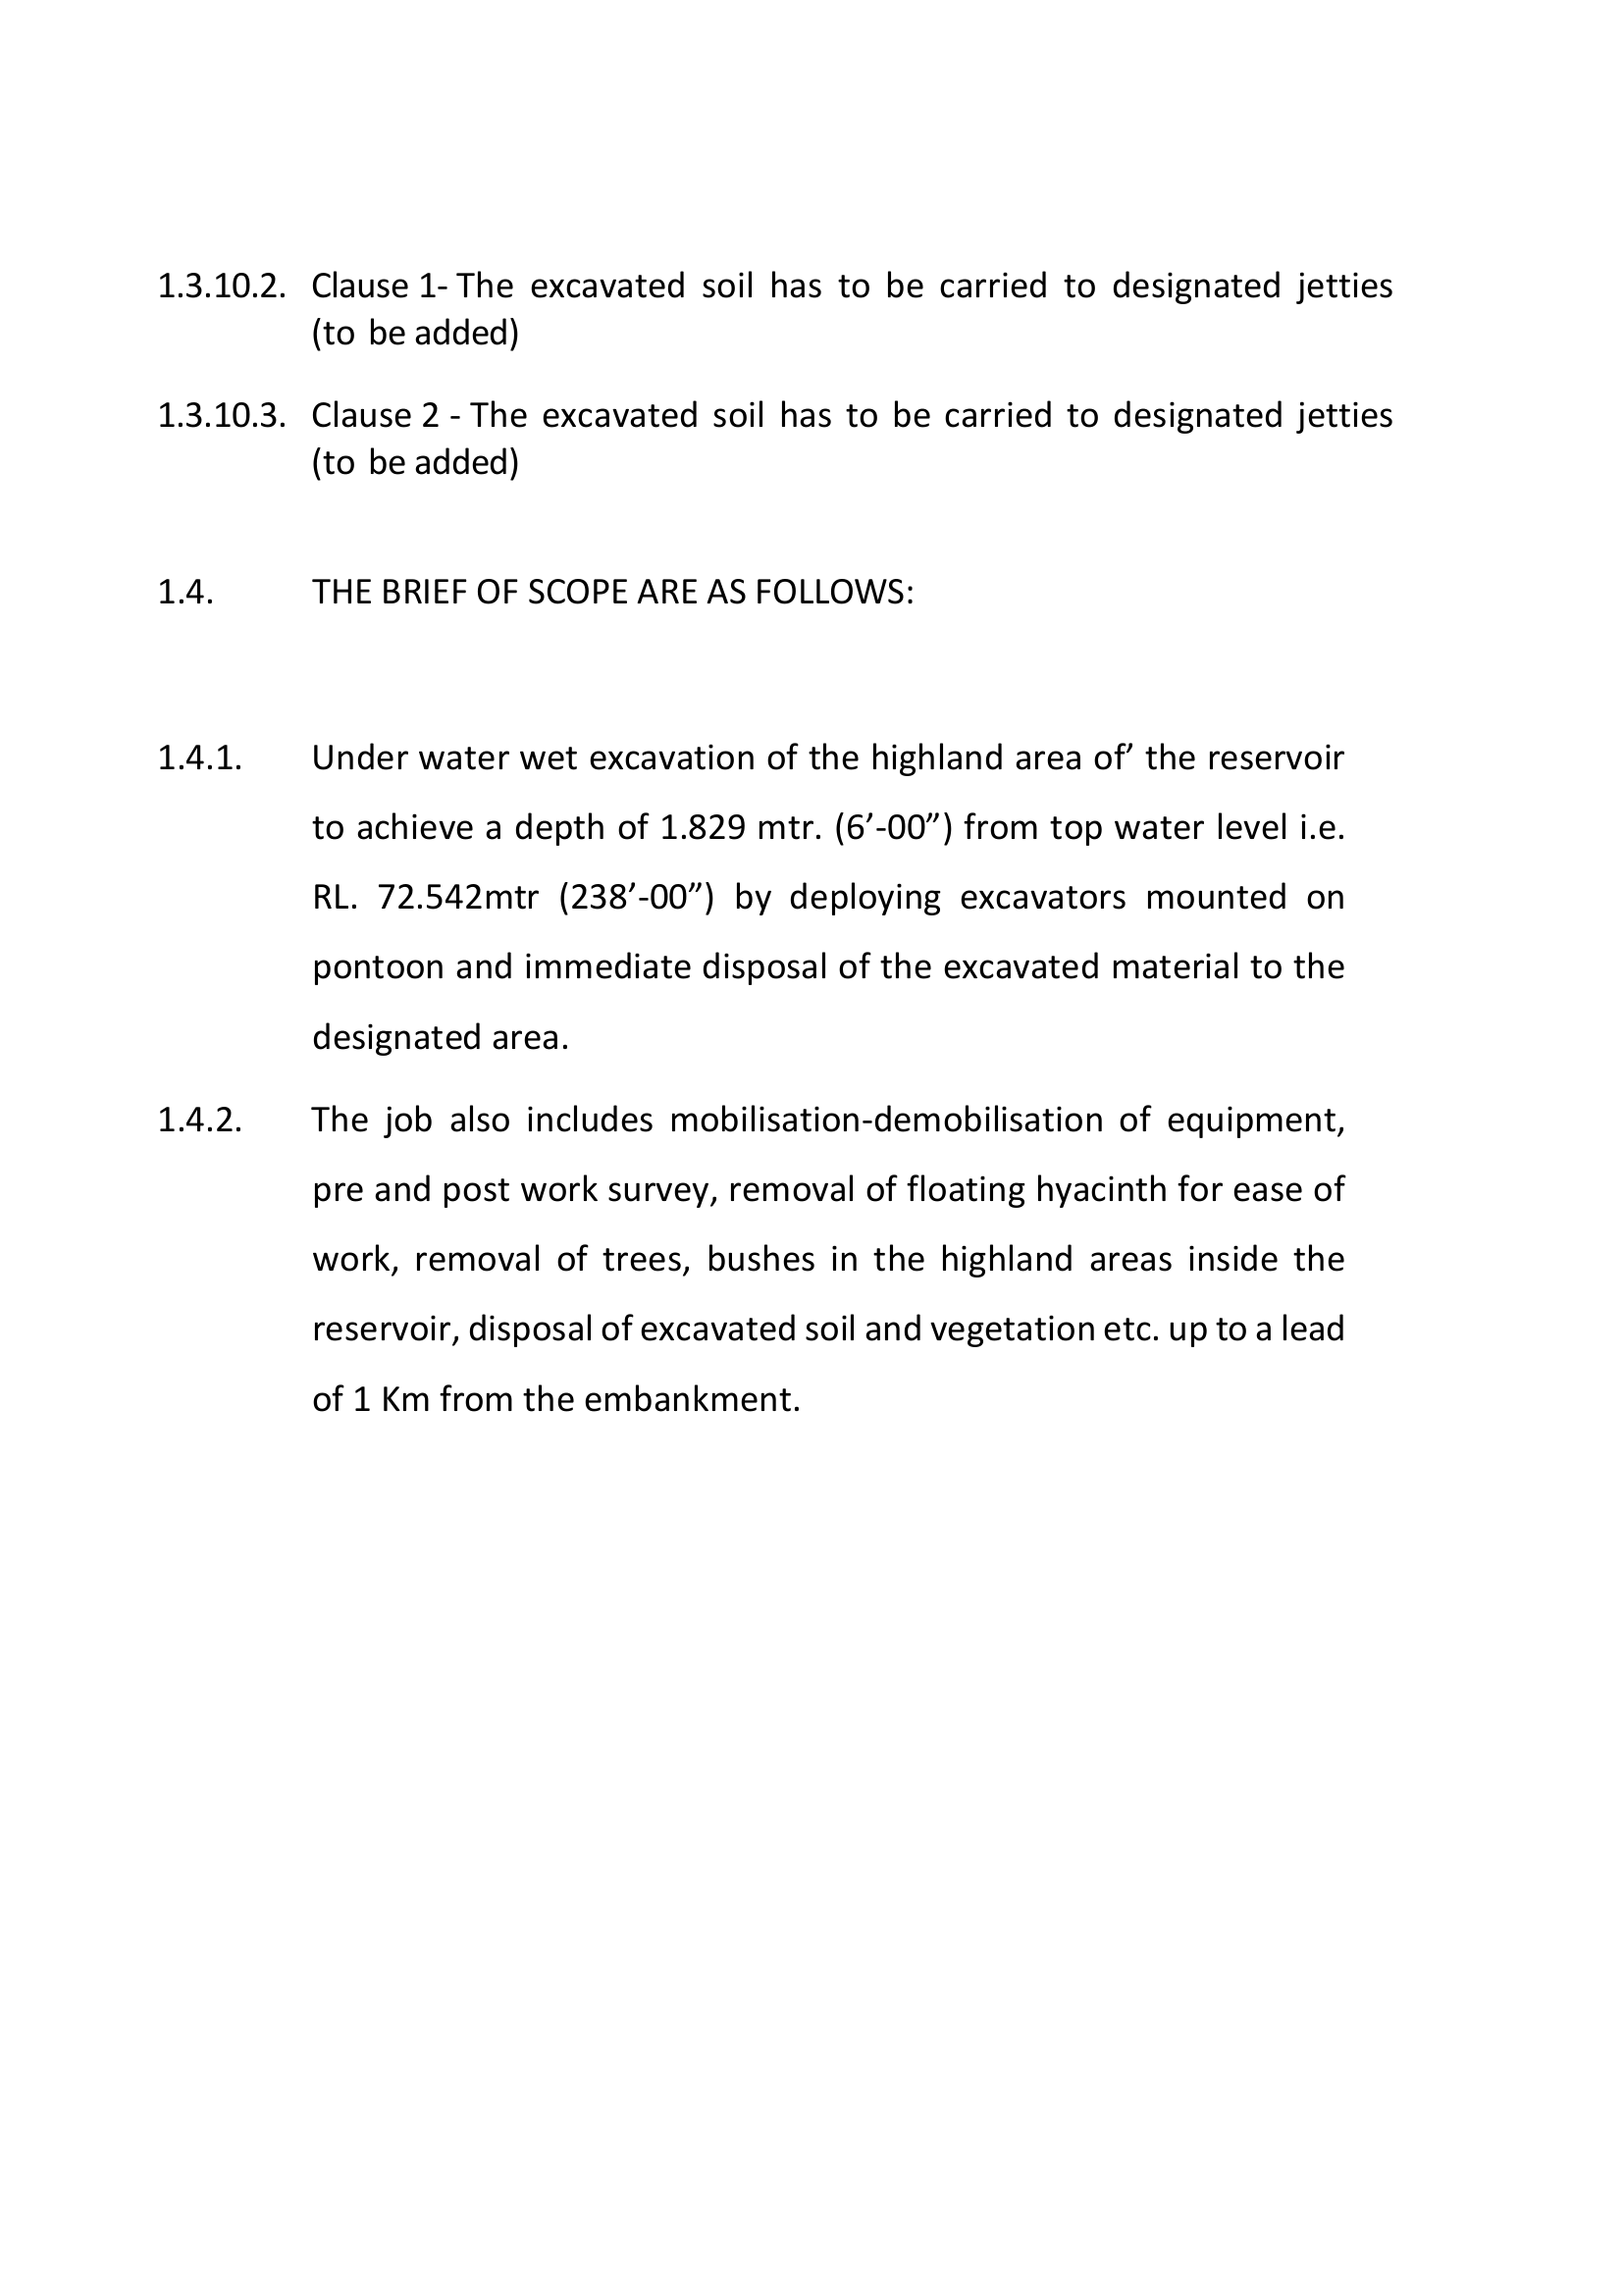 1.3.10.2. Clause 1- The excavated soil has to be carried to designated jetties
(to be added)
1.3.10.3. Clause 2 - The excavated soil has to be carried to designated jetties
(to be added)
1.4. THE BRIEF OF SCOPE ARE AS FOLLOWS:
1.4.1. Under water wet excavation of the highland area of’ the reservoir
to achieve a depth of 1.829 mtr. (6’-00”) from top water level i.e.
RL. 72.542mtr (238’-00”) by deploying excavators mounted on
pontoon and immediate disposal of the excavated material to the
designated area.
1.4.2. The job also includes mobilisation-demobilisation of equipment,
pre and post work survey, removal of floating hyacinth for ease of
work, removal of trees, bushes in the highland areas inside the
reservoir, disposal of excavated soil and vegetation etc. up to a lead
of 1 Km from the embankment.